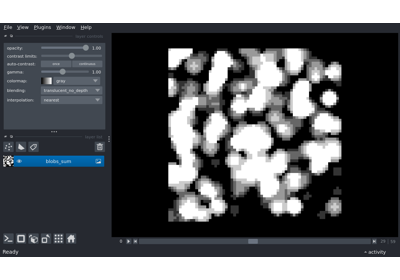 File View Plugins Window Help
opacity: 1.00
contrast limits:
auto-contrast: once continuous
gamma: 1.00
colormap: gray
blending: translucent_no_depth
interpolation: nearest
blobs_sum
Ready
activity